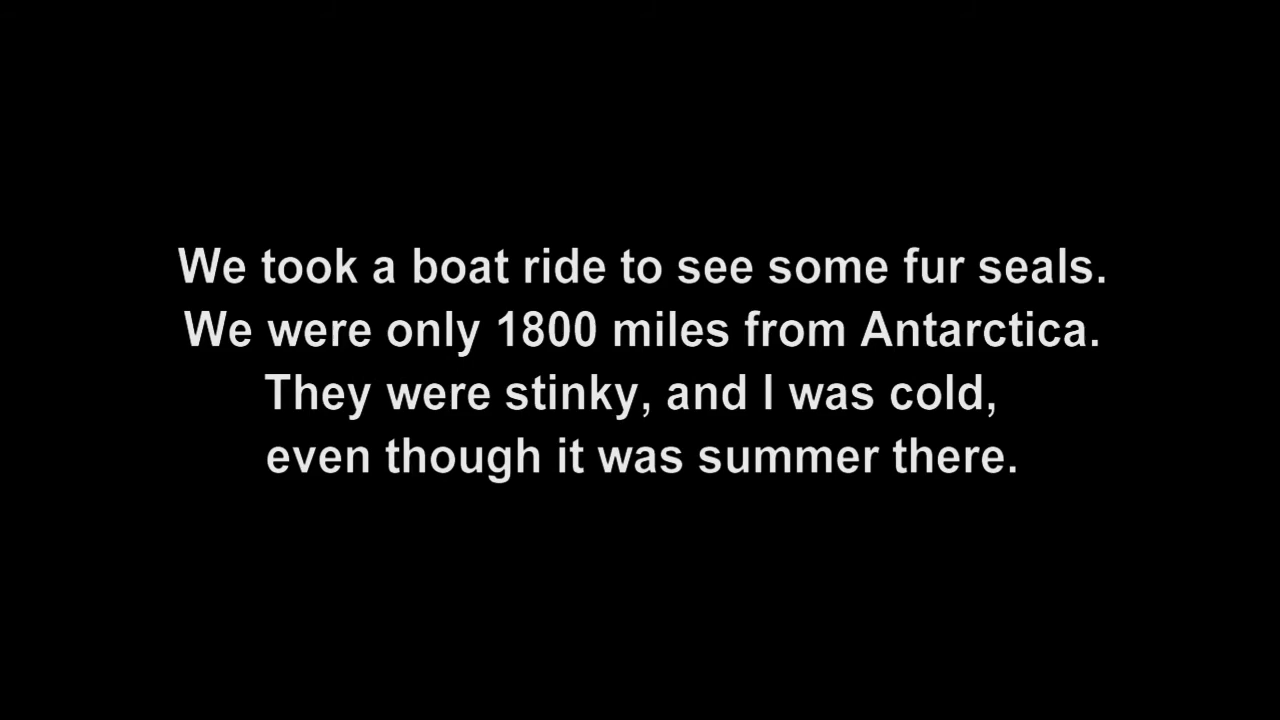 We took a boat ride to see some fur seals.
We were only 1800 miles from Antarctica.
They were stinky, and I was cold,
even though it was summer there.